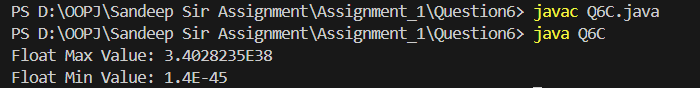 PS D:\OOPJ\Sandeep Sir Assignment\Assignment_1\Question6> javac Q6C.java
PS D:\OOPJ\Sandeep Sir Assignment\Assignment_1\Question6> java Q6C
Float Max Value: 3.4028235E38
Float Min Value: 1.4E-45